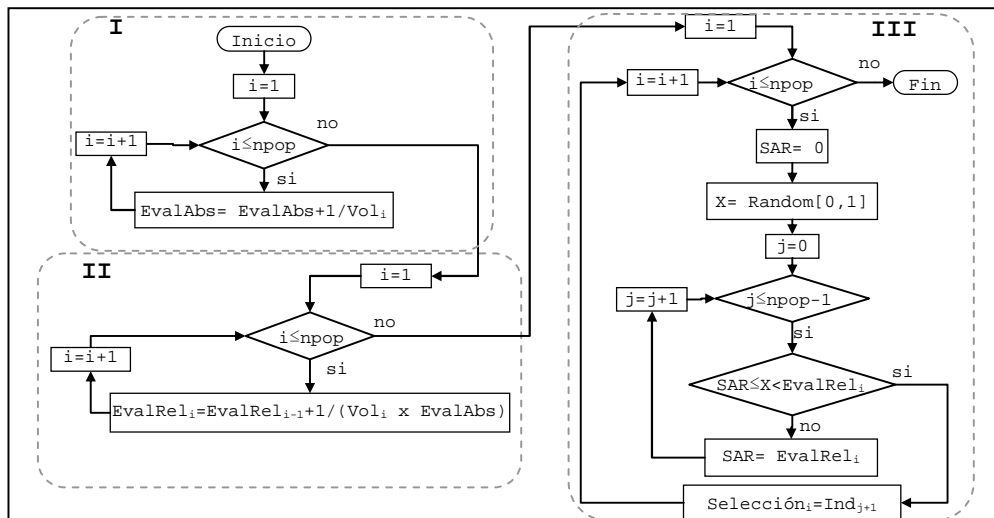 I
Inicio
i=1
i≤npop
no
i=i+1
si
EvalAbs= EvalAbs+1/Volᵢ
II
i=1
i≤npop
no
i=i+1
si
EvalRelᵢ=EvalRelᵢ₋₁+1/(Volᵢ x EvalAbs)
III
i=1
i≤npop
no
Fin
i=i+1
si
SAR= 0
X= Random[0,1]
j=0
j≤npop-1
j=j+1
si
SAR≤X<EvalRelᵢ
si
no
SAR= EvalRelᵢ
Selecciónᵢ=Indⱼ₊₁